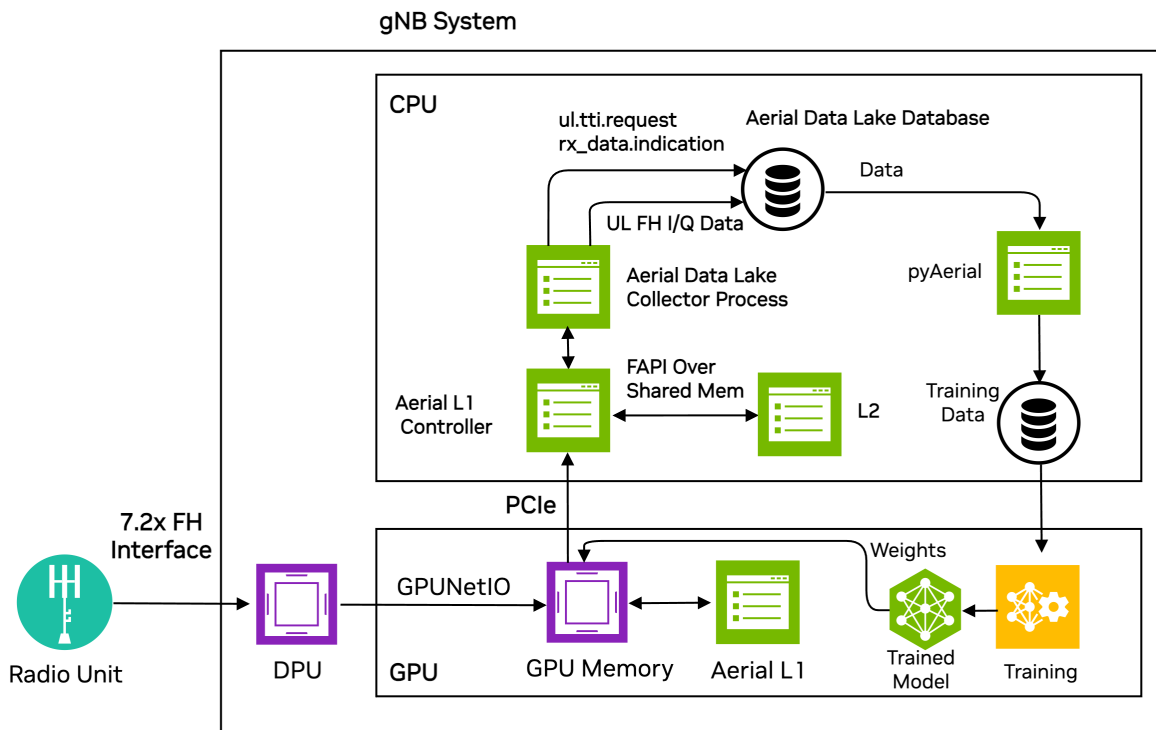 gNB System
CPU
ul.tti.request
rx_data.indication
Aerial Data Lake Database
Data
UL FH I/Q Data
pyAerial
Aerial Data Lake
Collector Process
FAPI Over
Shared Mem
Aerial L1
Controller
L2
Training
Data
PCIe
7.2x FH
Interface
Weights
GPUNetIO
Radio Unit
DPU
GPU
GPU Memory
Aerial L1
Trained
Model
Training